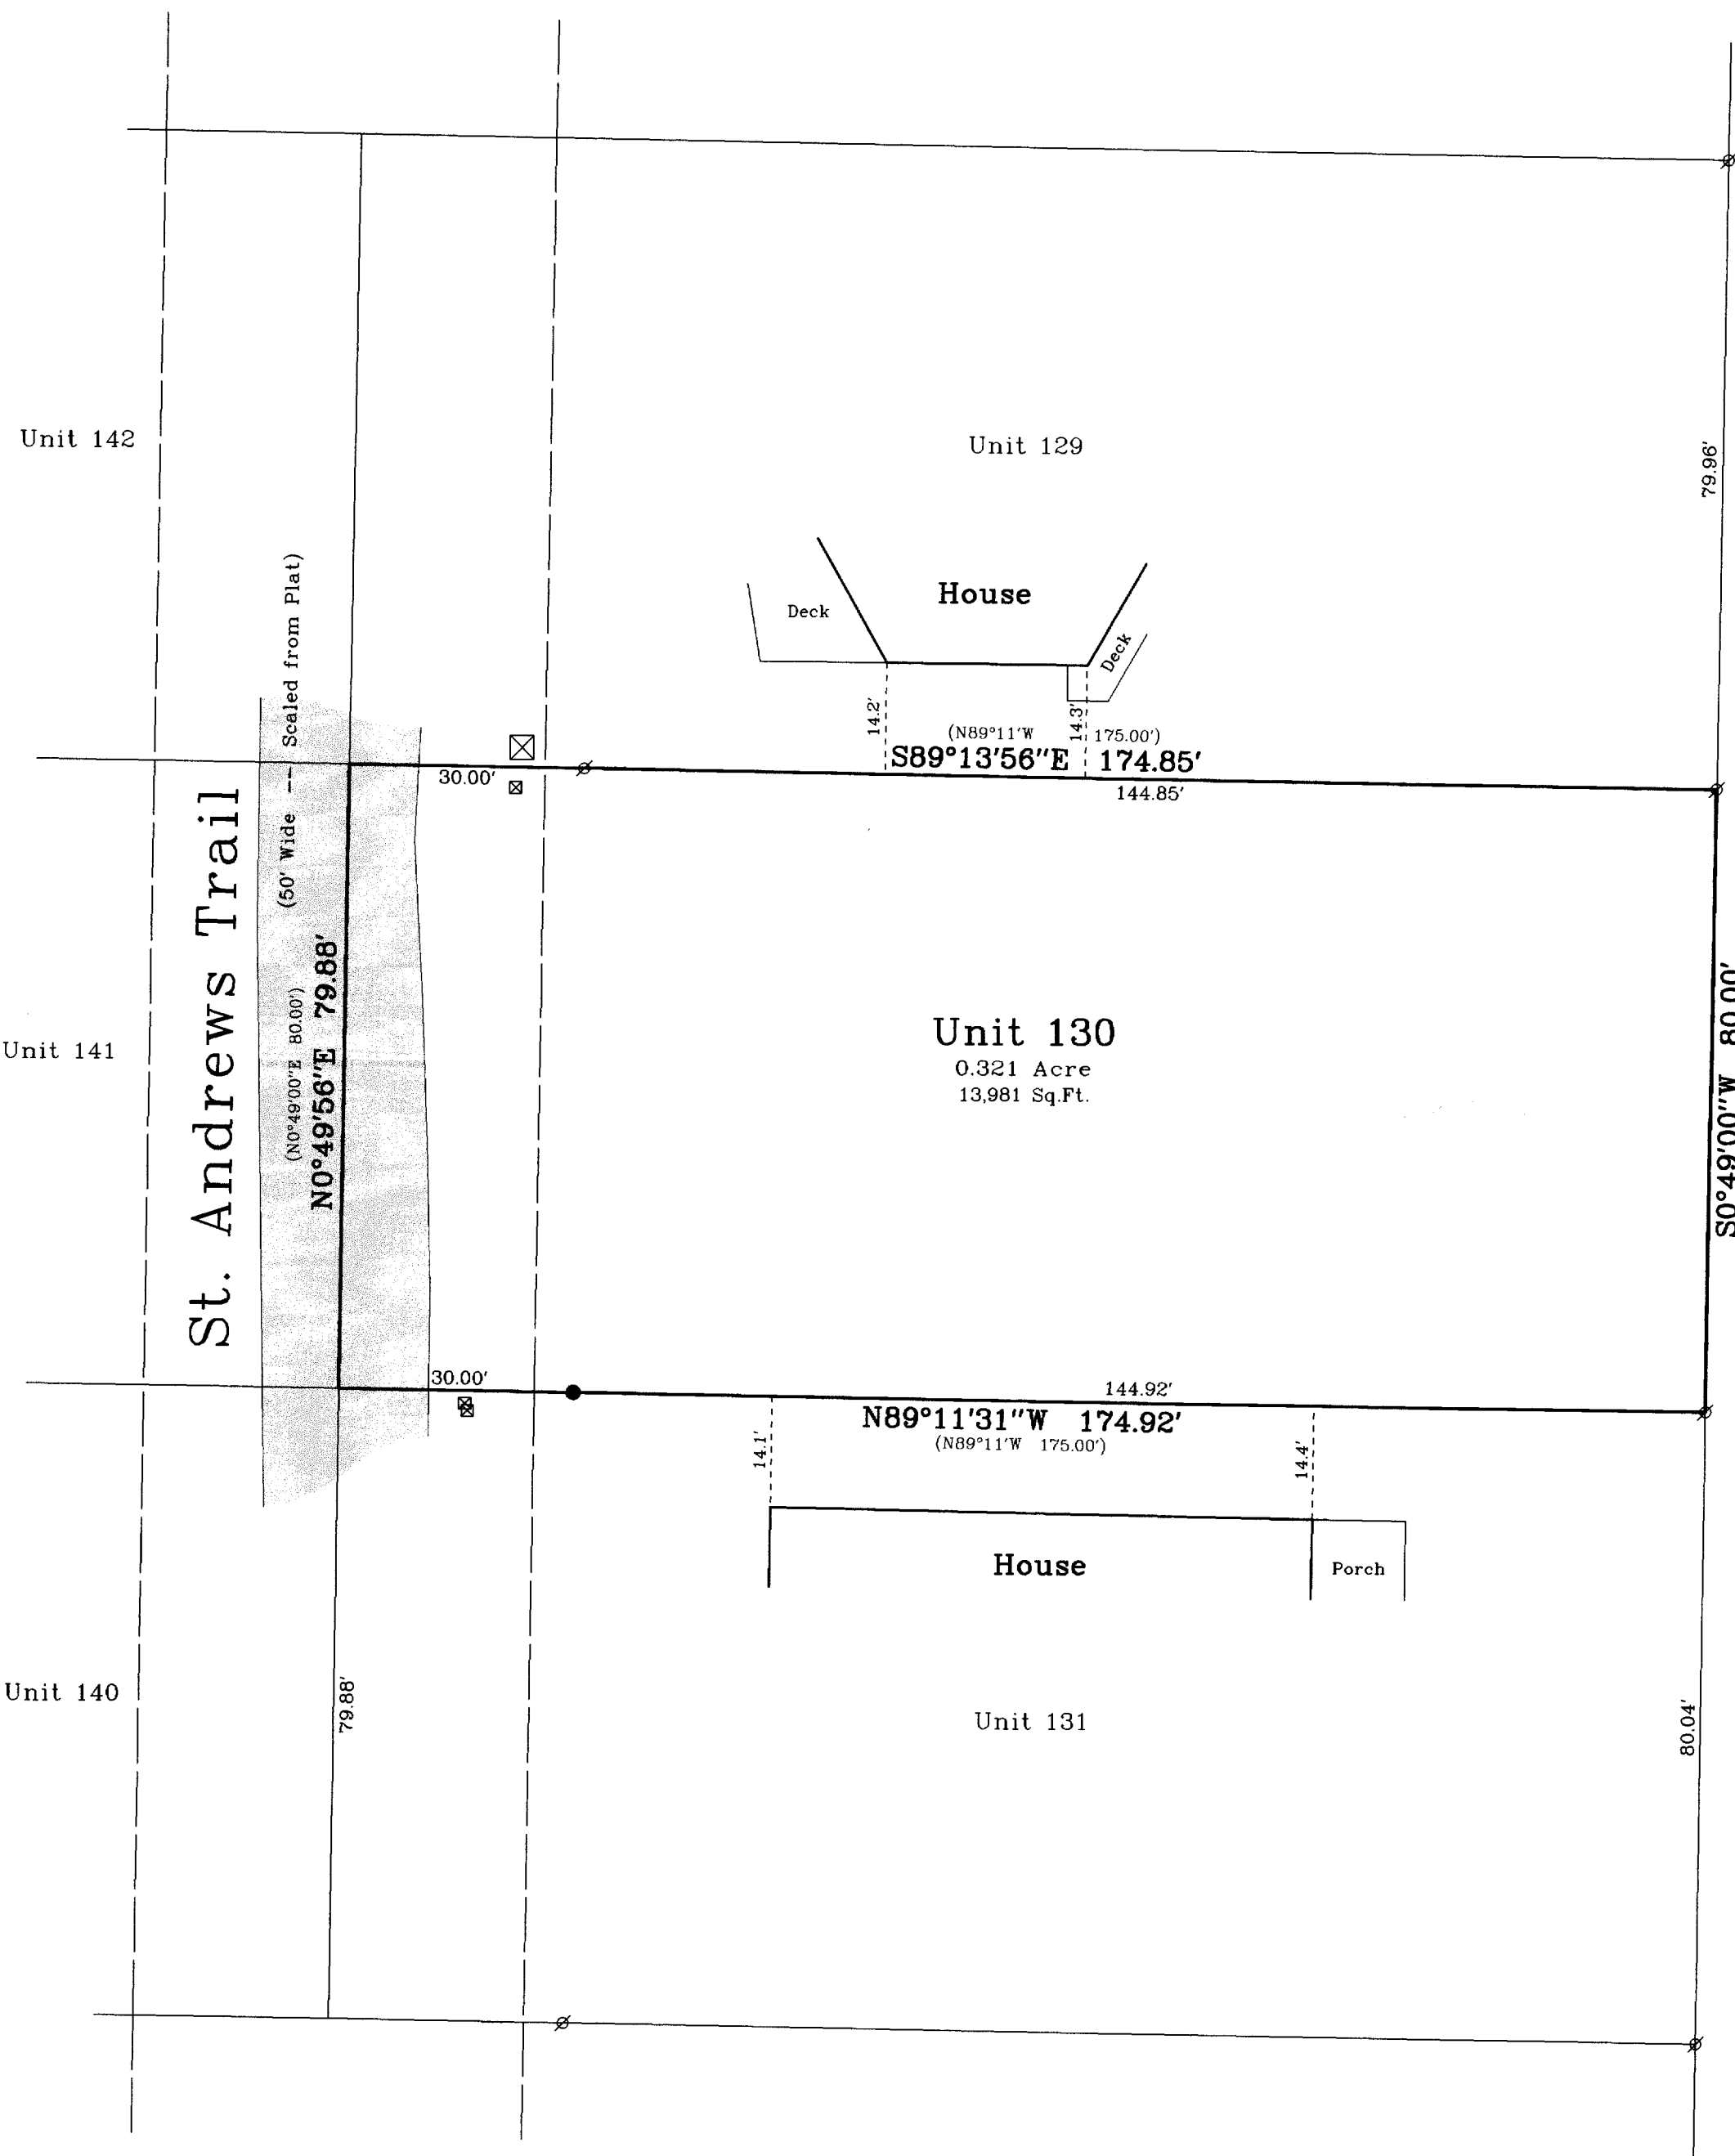 Unit 142
Unit 129
79.96'
House
Deck
Deck
(50' Wide --- Scaled from Plat)
14.2'
14.3'
(N89°11'W 175.00')
S89°13'56"E 174.85'
30.00'
144.85'
St. Andrews Trail
(N0°49'00"E 80.00')
N0°49'56"E 79.88'
Unit 141
Unit 130
0.321 Acre
13,981 Sq.Ft.
S0°49'00"W 80.00'
30.00'
144.92'
N89°11'31"W 174.92'
(N89°11'W 175.00')
14.1'
14.4'
House
Porch
Unit 140
79.88'
Unit 131
80.04'